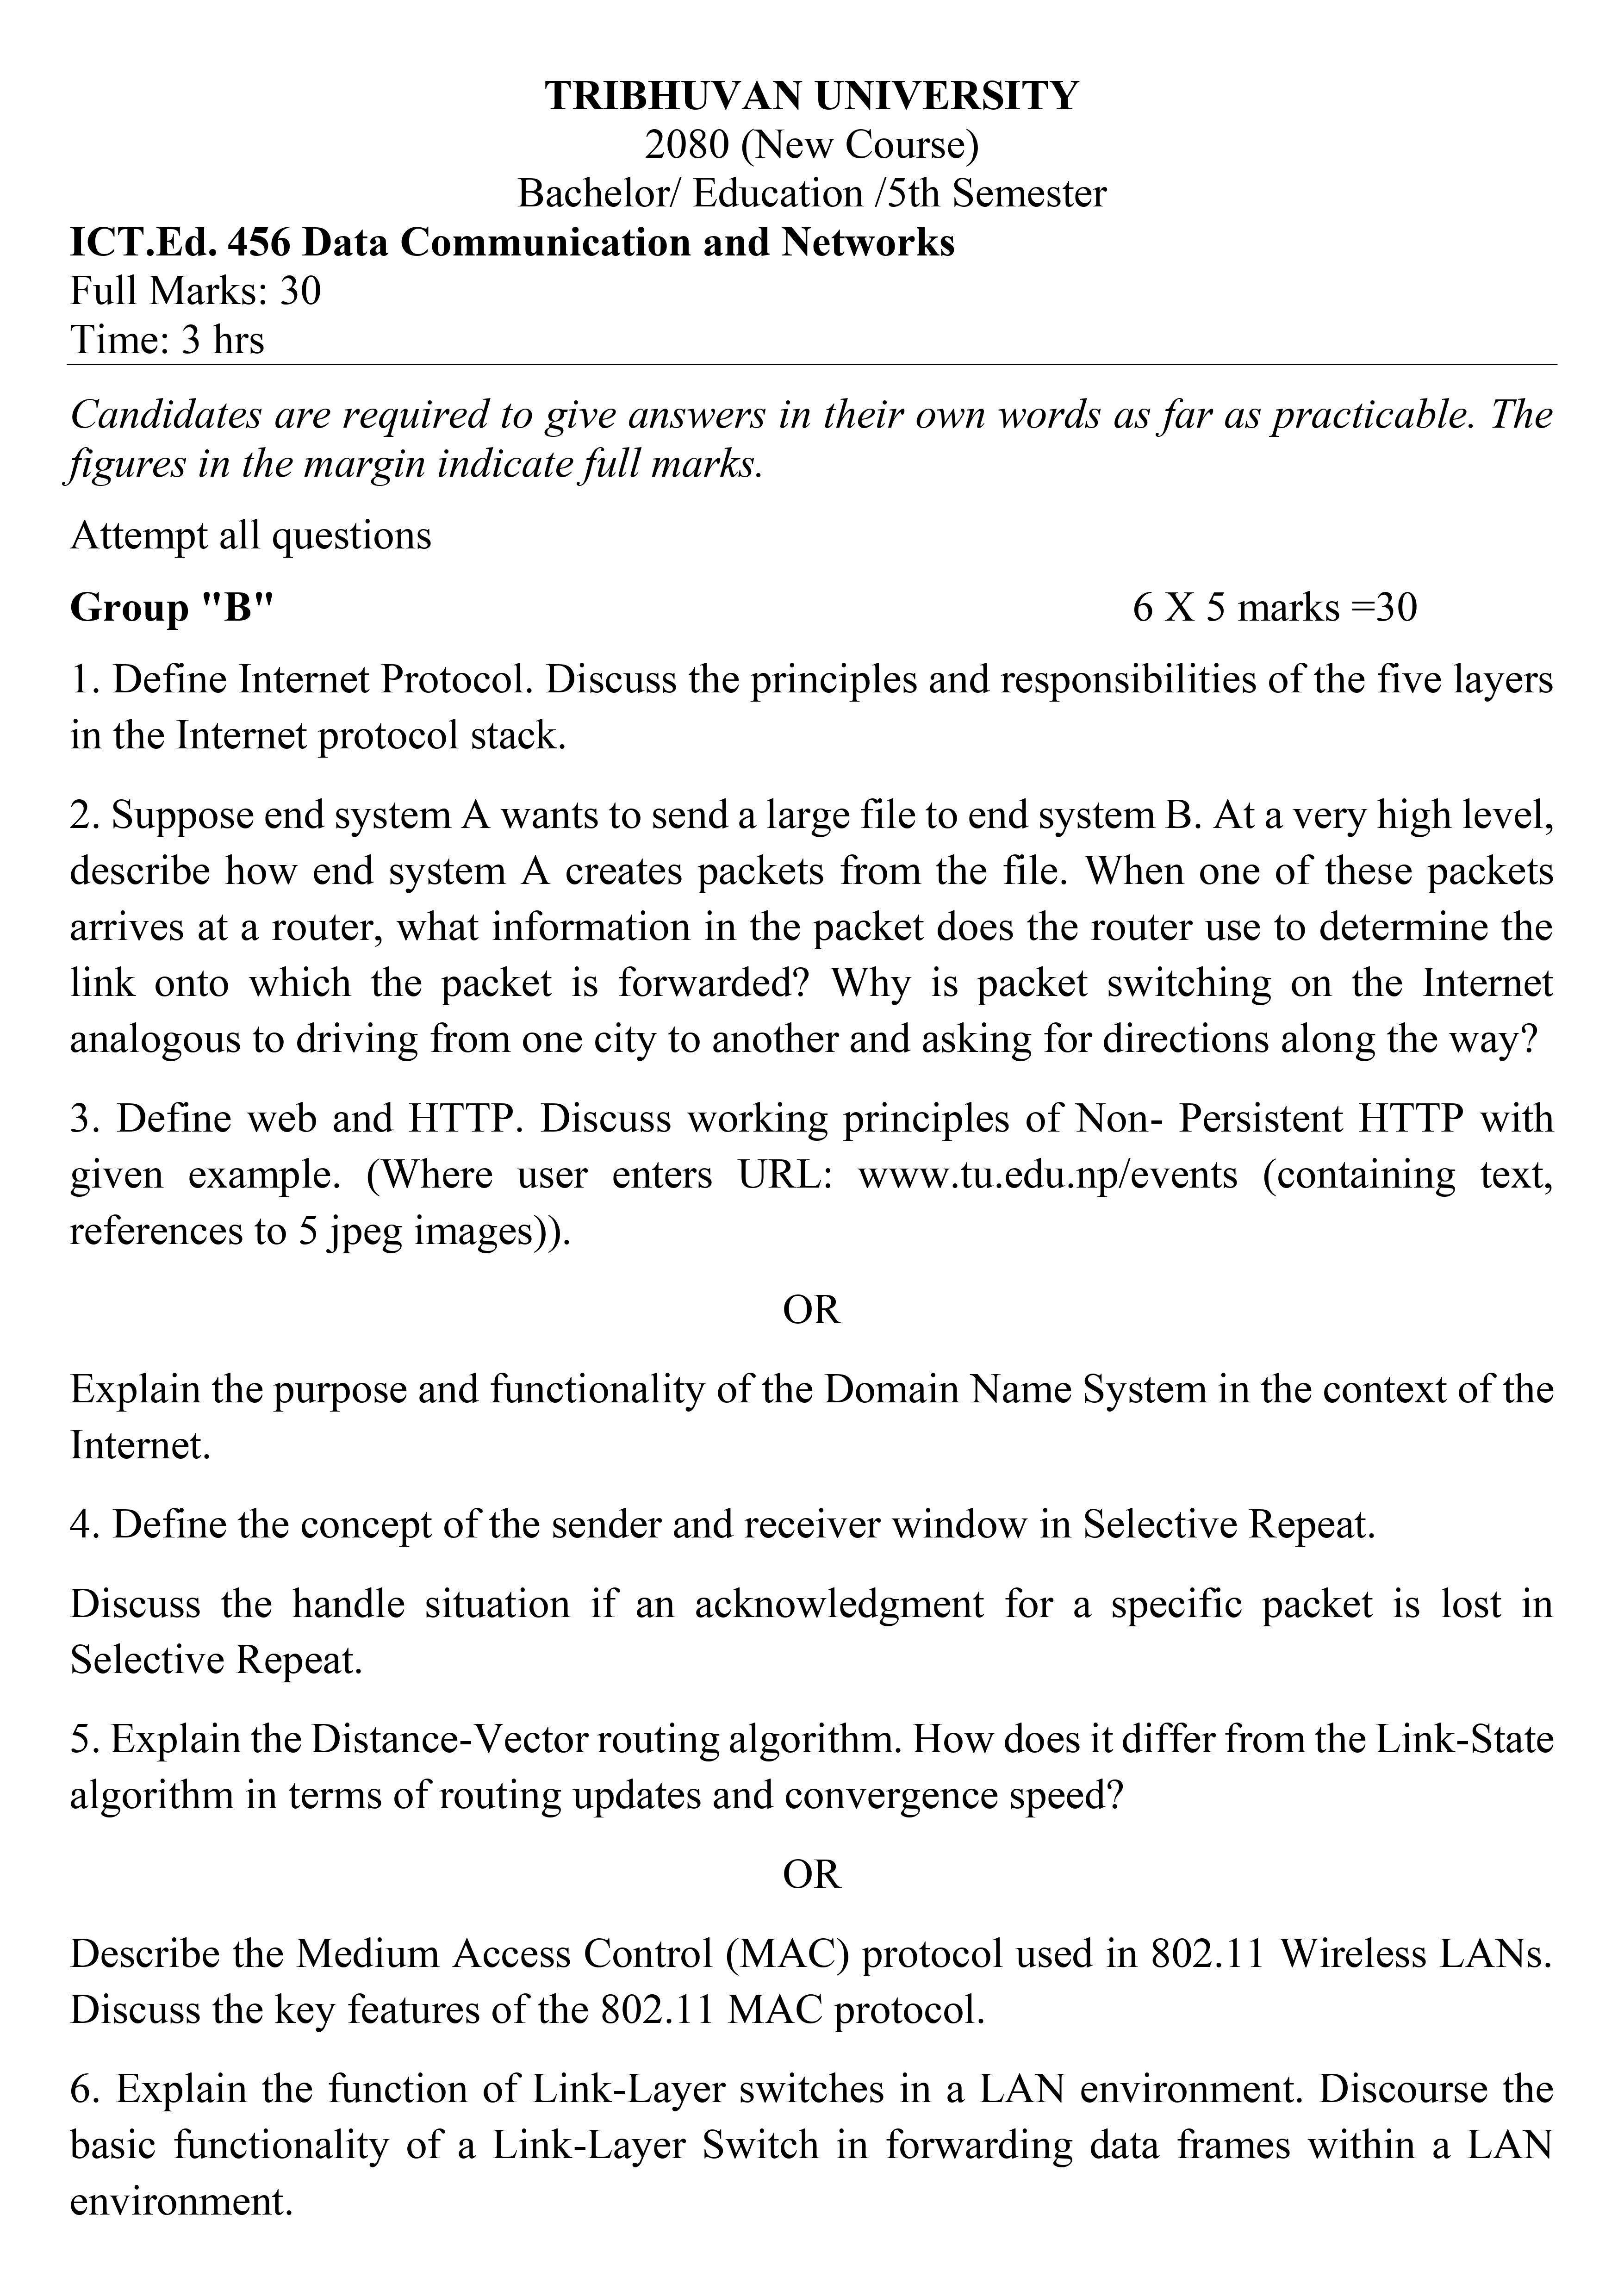 TRIBHUVAN UNIVERSITY
2080 (New Course)
Bachelor/ Education /5th Semester
ICT.Ed. 456 Data Communication and Networks
Full Marks: 30
Time: 3 hrs
Candidates are required to give answers in their own words as far as practicable. The
figures in the margin indicate full marks.
Attempt all questions
Group "B" 6 X 5 marks =30
1. Define Internet Protocol. Discuss the principles and responsibilities of the five layers
in the Internet protocol stack.
2. Suppose end system A wants to send a large file to end system B. At a very high level,
describe how end system A creates packets from the file. When one of these packets
arrives at a router, what information in the packet does the router use to determine the
link onto which the packet is forwarded? Why is packet switching on the Internet
analogous to driving from one city to another and asking for directions along the way?
3. Define web and HTTP. Discuss working principles of Non- Persistent HTTP with
given example. (Where user enters URL: www.tu.edu.np/events (containing text,
references to 5 jpeg images)).
OR
Explain the purpose and functionality of the Domain Name System in the context of the
Internet.
4. Define the concept of the sender and receiver window in Selective Repeat.
Discuss the handle situation if an acknowledgment for a specific packet is lost in
Selective Repeat.
5. Explain the Distance-Vector routing algorithm. How does it differ from the Link-State
algorithm in terms of routing updates and convergence speed?
OR
Describe the Medium Access Control (MAC) protocol used in 802.11 Wireless LANs.
Discuss the key features of the 802.11 MAC protocol.
6. Explain the function of Link-Layer switches in a LAN environment. Discourse the
basic functionality of a Link-Layer Switch in forwarding data frames within a LAN
environment.